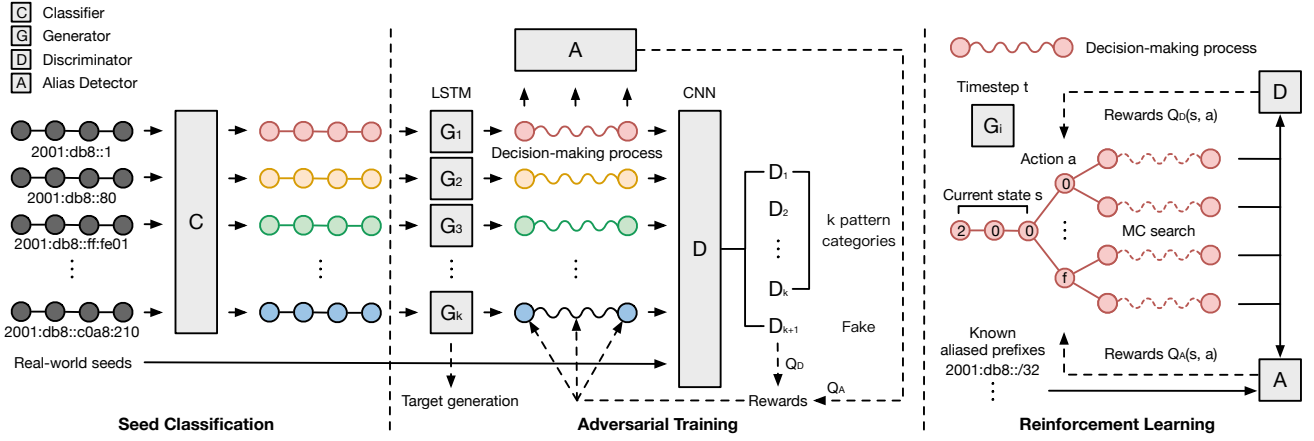 C Classifier
G Generator
D Discriminator
A Alias Detector
2001:db8::1
2001:db8::80
2001:db8::ff:fe01
⋮
2001:db8::c0a8:210
Real-world seeds
C
⋮
Seed Classification
A
LSTM
CNN
G1
G2
G3
⋮
Gk
Decision-making process
⋮
D
D1
D2
⋮
Dk
Dk+1
k pattern
categories
Fake
QD
QA
Target generation
Rewards
Adversarial Training
Decision-making process
Timestep t
Gi
D
Rewards QD(s, a)
Action a
Current state s
2 0 0
0
⋮
f
MC search
Known
aliased prefixes
2001:db8::/32
⋮
Rewards QA(s, a)
A
Reinforcement Learning